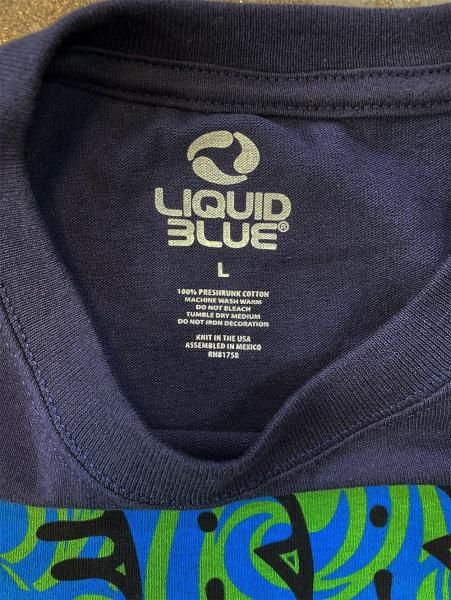 LIQUID
BLUE®
L
100% PRESHRUNK COTTON
MACHINE WASH WARM
DO NOT BLEACH
TUMBLE DRY MEDIUM
DO NOT IRON DECORATION
KNIT IN THE USA
ASSEMBLED IN MEXICO
RN81758